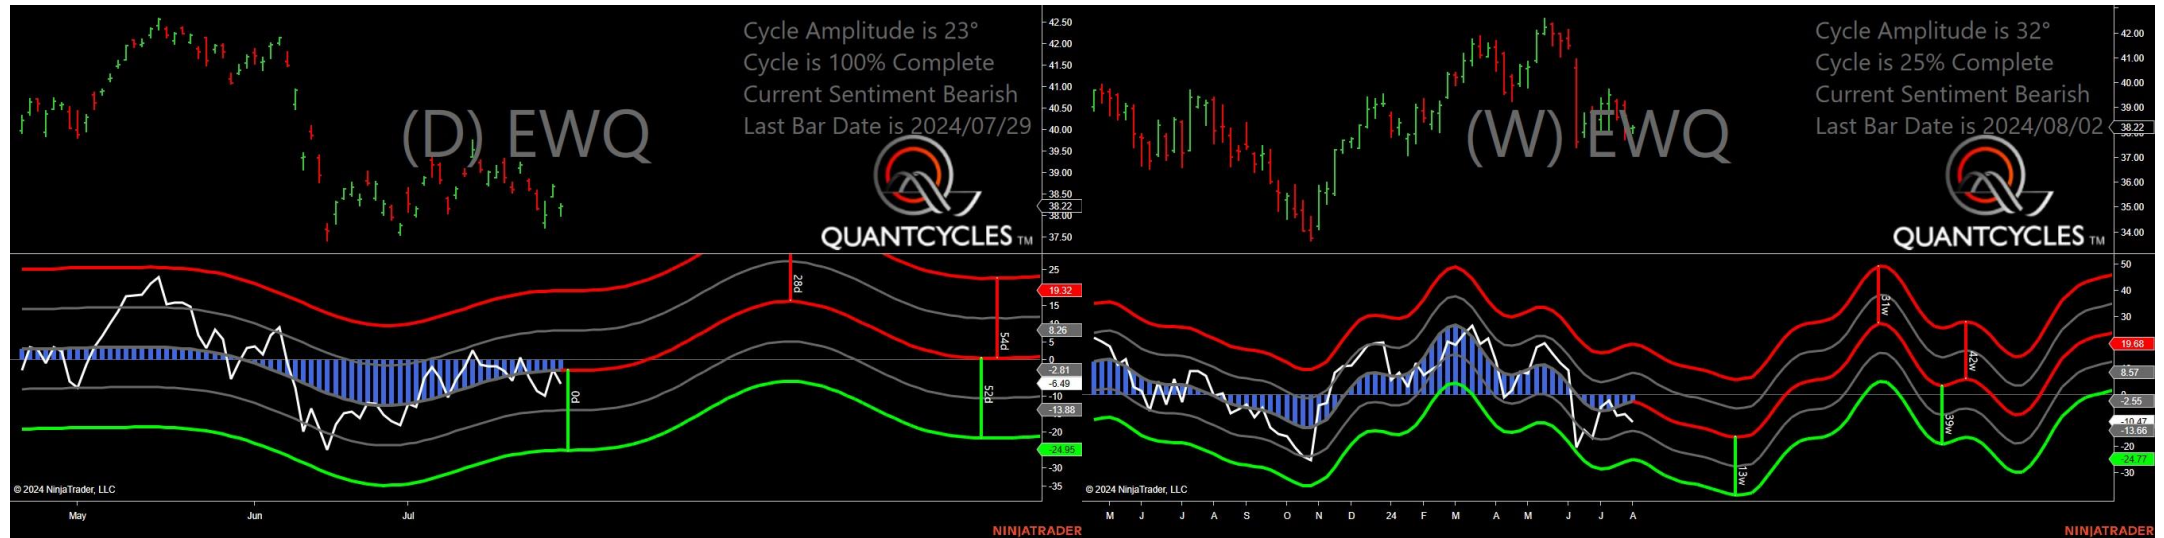 Cycle Amplitude is 23°
Cycle is 100% Complete
Current Sentiment Bearish
Last Bar Date is 2024/07/29
(D) EWQ
QUANTCYCLES TM
42.50
42.00
41.50
41.00
40.50
40.00
39.50
39.00
38.50
38.22
38.00
37.50
25
19.32
15
8.26
5
0
-2.81
-6.49
-10
-13.88
-20
-24.95
-30
-35
28d
54d
0d
52d
© 2024 NinjaTrader, LLC
May Jun Jul
NINJATRADER
Cycle Amplitude is 32°
Cycle is 25% Complete
Current Sentiment Bearish
Last Bar Date is 2024/08/02
(W) EWQ
QUANTCYCLES TM
42.00
41.00
40.00
39.00
38.22
37.00
36.00
35.00
34.00
50
40
30
19.68
8.57
-2.55
-10.47
-13.66
-20
-24.77
-30
31w
42w
13w
39w
© 2024 NinjaTrader, LLC
M J J A S O N D 24 F M A M J J A
NINJATRADER